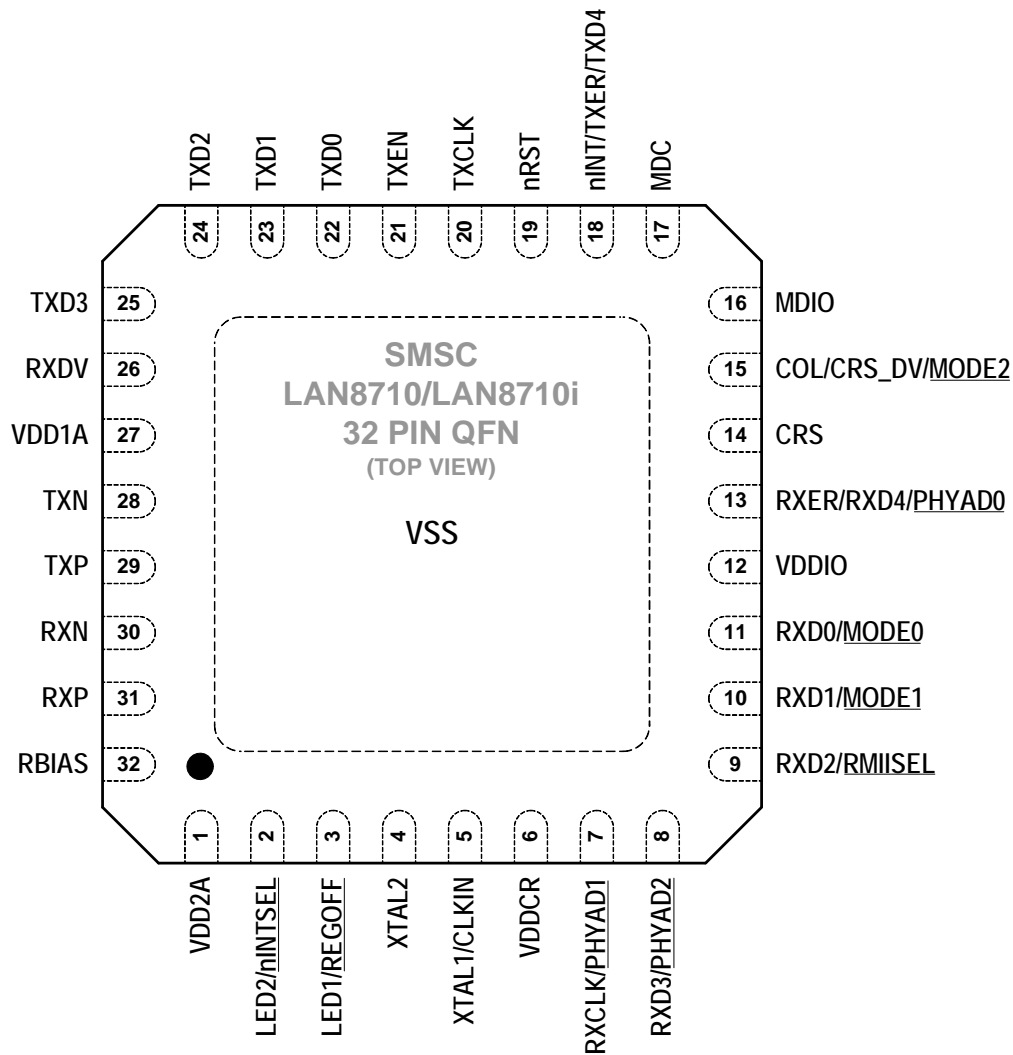 TXD2
TXD1
TXD0
TXEN
TXCLK
nRST
nINT/TXER/TXD4
MDC
24
23
22
21
20
19
18
17
TXD3 25
RXDV 26
VDD1A 27
TXN 28
TXP 29
RXN 30
RXP 31
RBIAS 32
SMSC
LAN8710/LAN8710i
32 PIN QFN
(TOP VIEW)
VSS
16 MDIO
15 COL/CRS_DV/MODE2
14 CRS
13 RXER/RXD4/PHYAD0
12 VDDIO
11 RXD0/MODE0
10 RXD1/MODE1
9 RXD2/RMIISEL
1
2
3
4
5
6
7
8
VDD2A
LED2/nINTSEL
LED1/REGOFF
XTAL2
XTAL1/CLKIN
VDDCR
RXCLK/PHYAD1
RXD3/PHYAD2